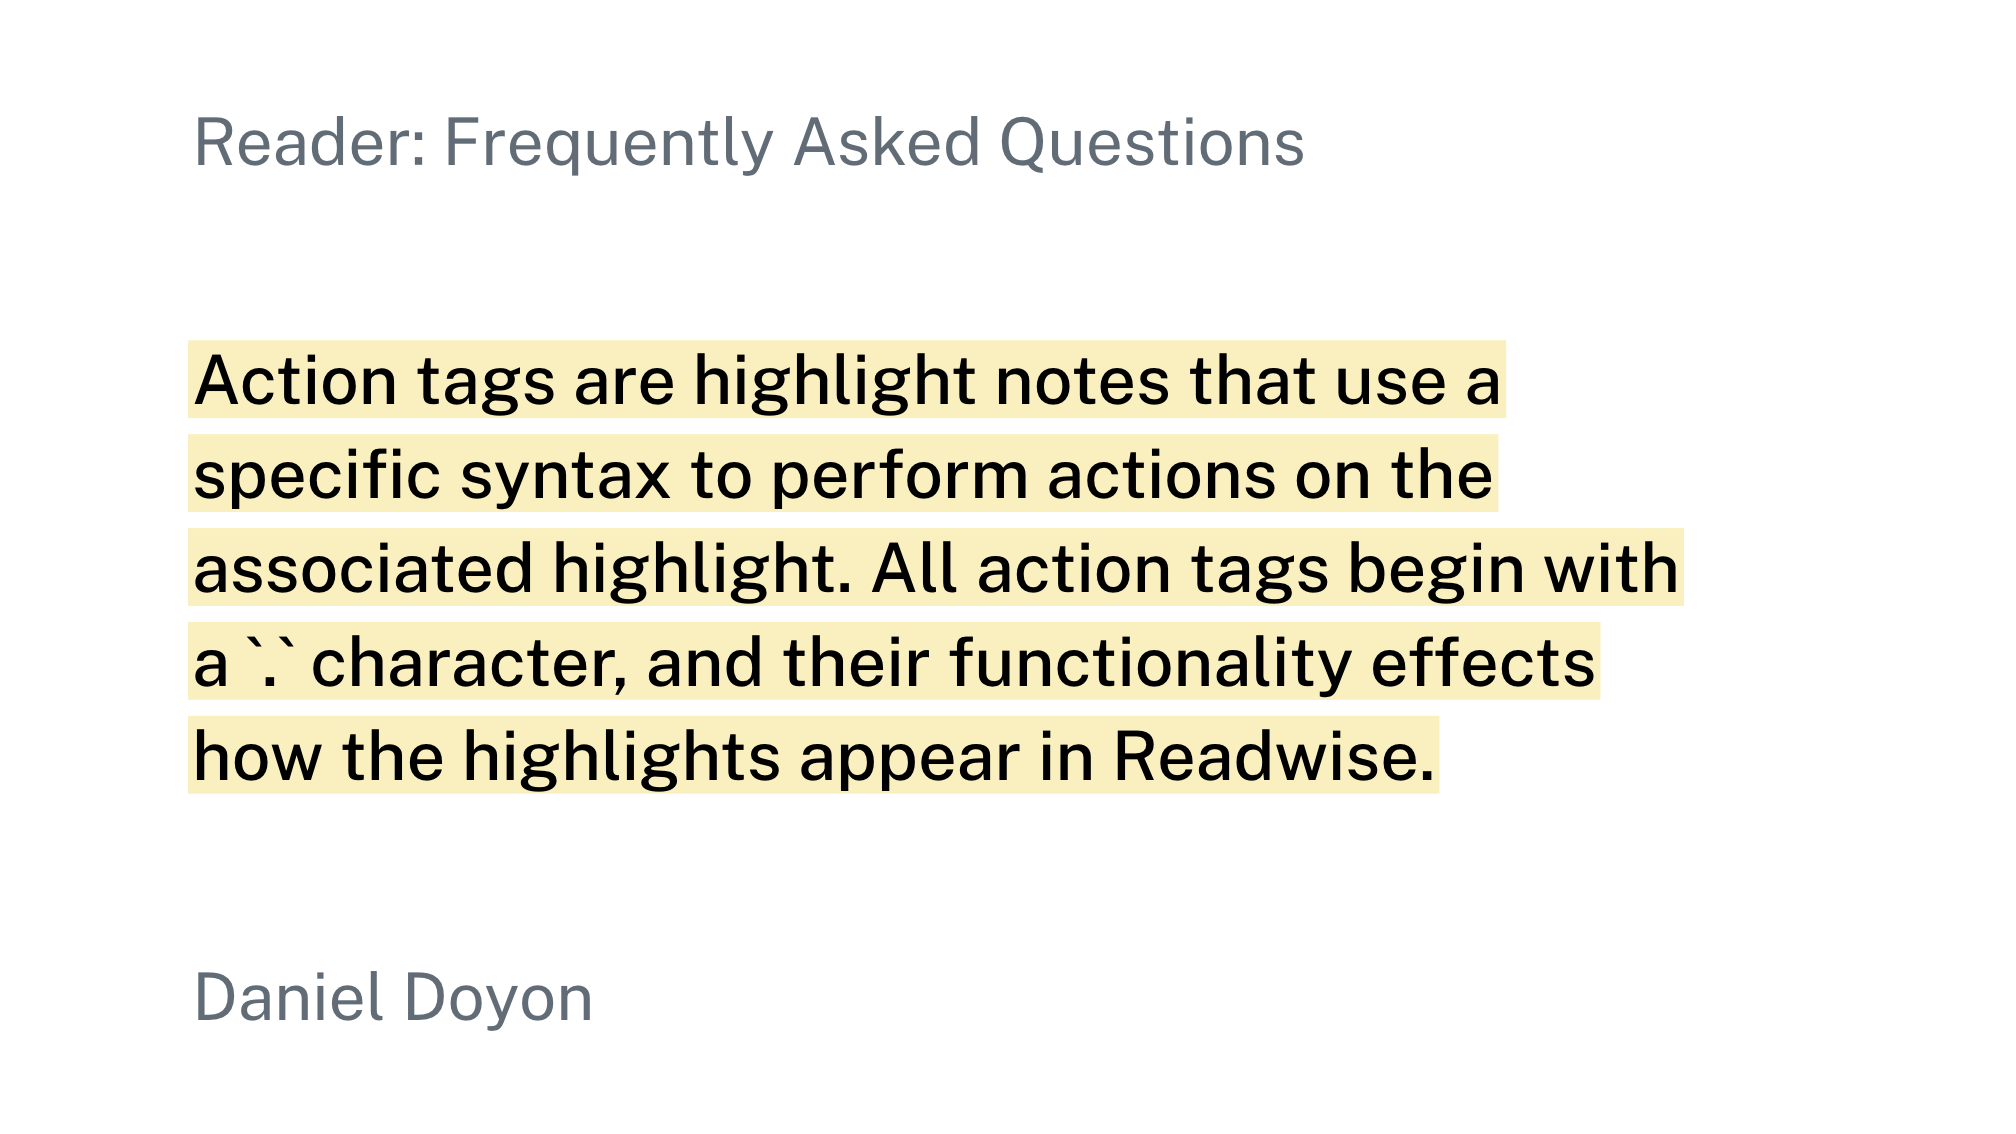 Reader: Frequently Asked Questions
Action tags are highlight notes that use a
specific syntax to perform actions on the
associated highlight. All action tags begin with
a `.` character, and their functionality effects
how the highlights appear in Readwise.
Daniel Doyon